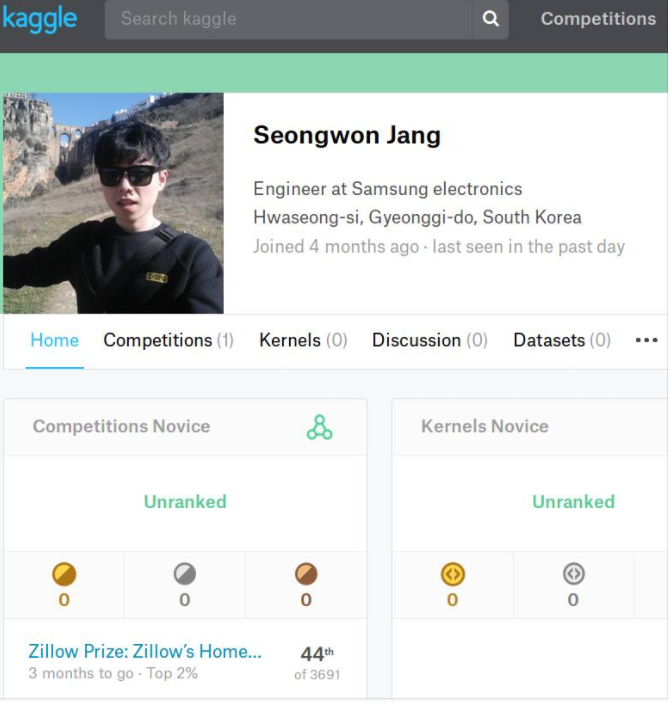 kaggle
Search kaggle
Competitions
Seongwon Jang
Engineer at Samsung electronics
Hwaseong-si, Gyeonggi-do, South Korea
Joined 4 months ago · last seen in the past day
Home Competitions (1) Kernels (0) Discussion (0) Datasets (0) •••
Competitions Novice
Unranked
0 0 0
Zillow Prize: Zillow's Home...
44th
3 months to go · Top 2%
of 3691
Kernels Novice
Unranked
0 0